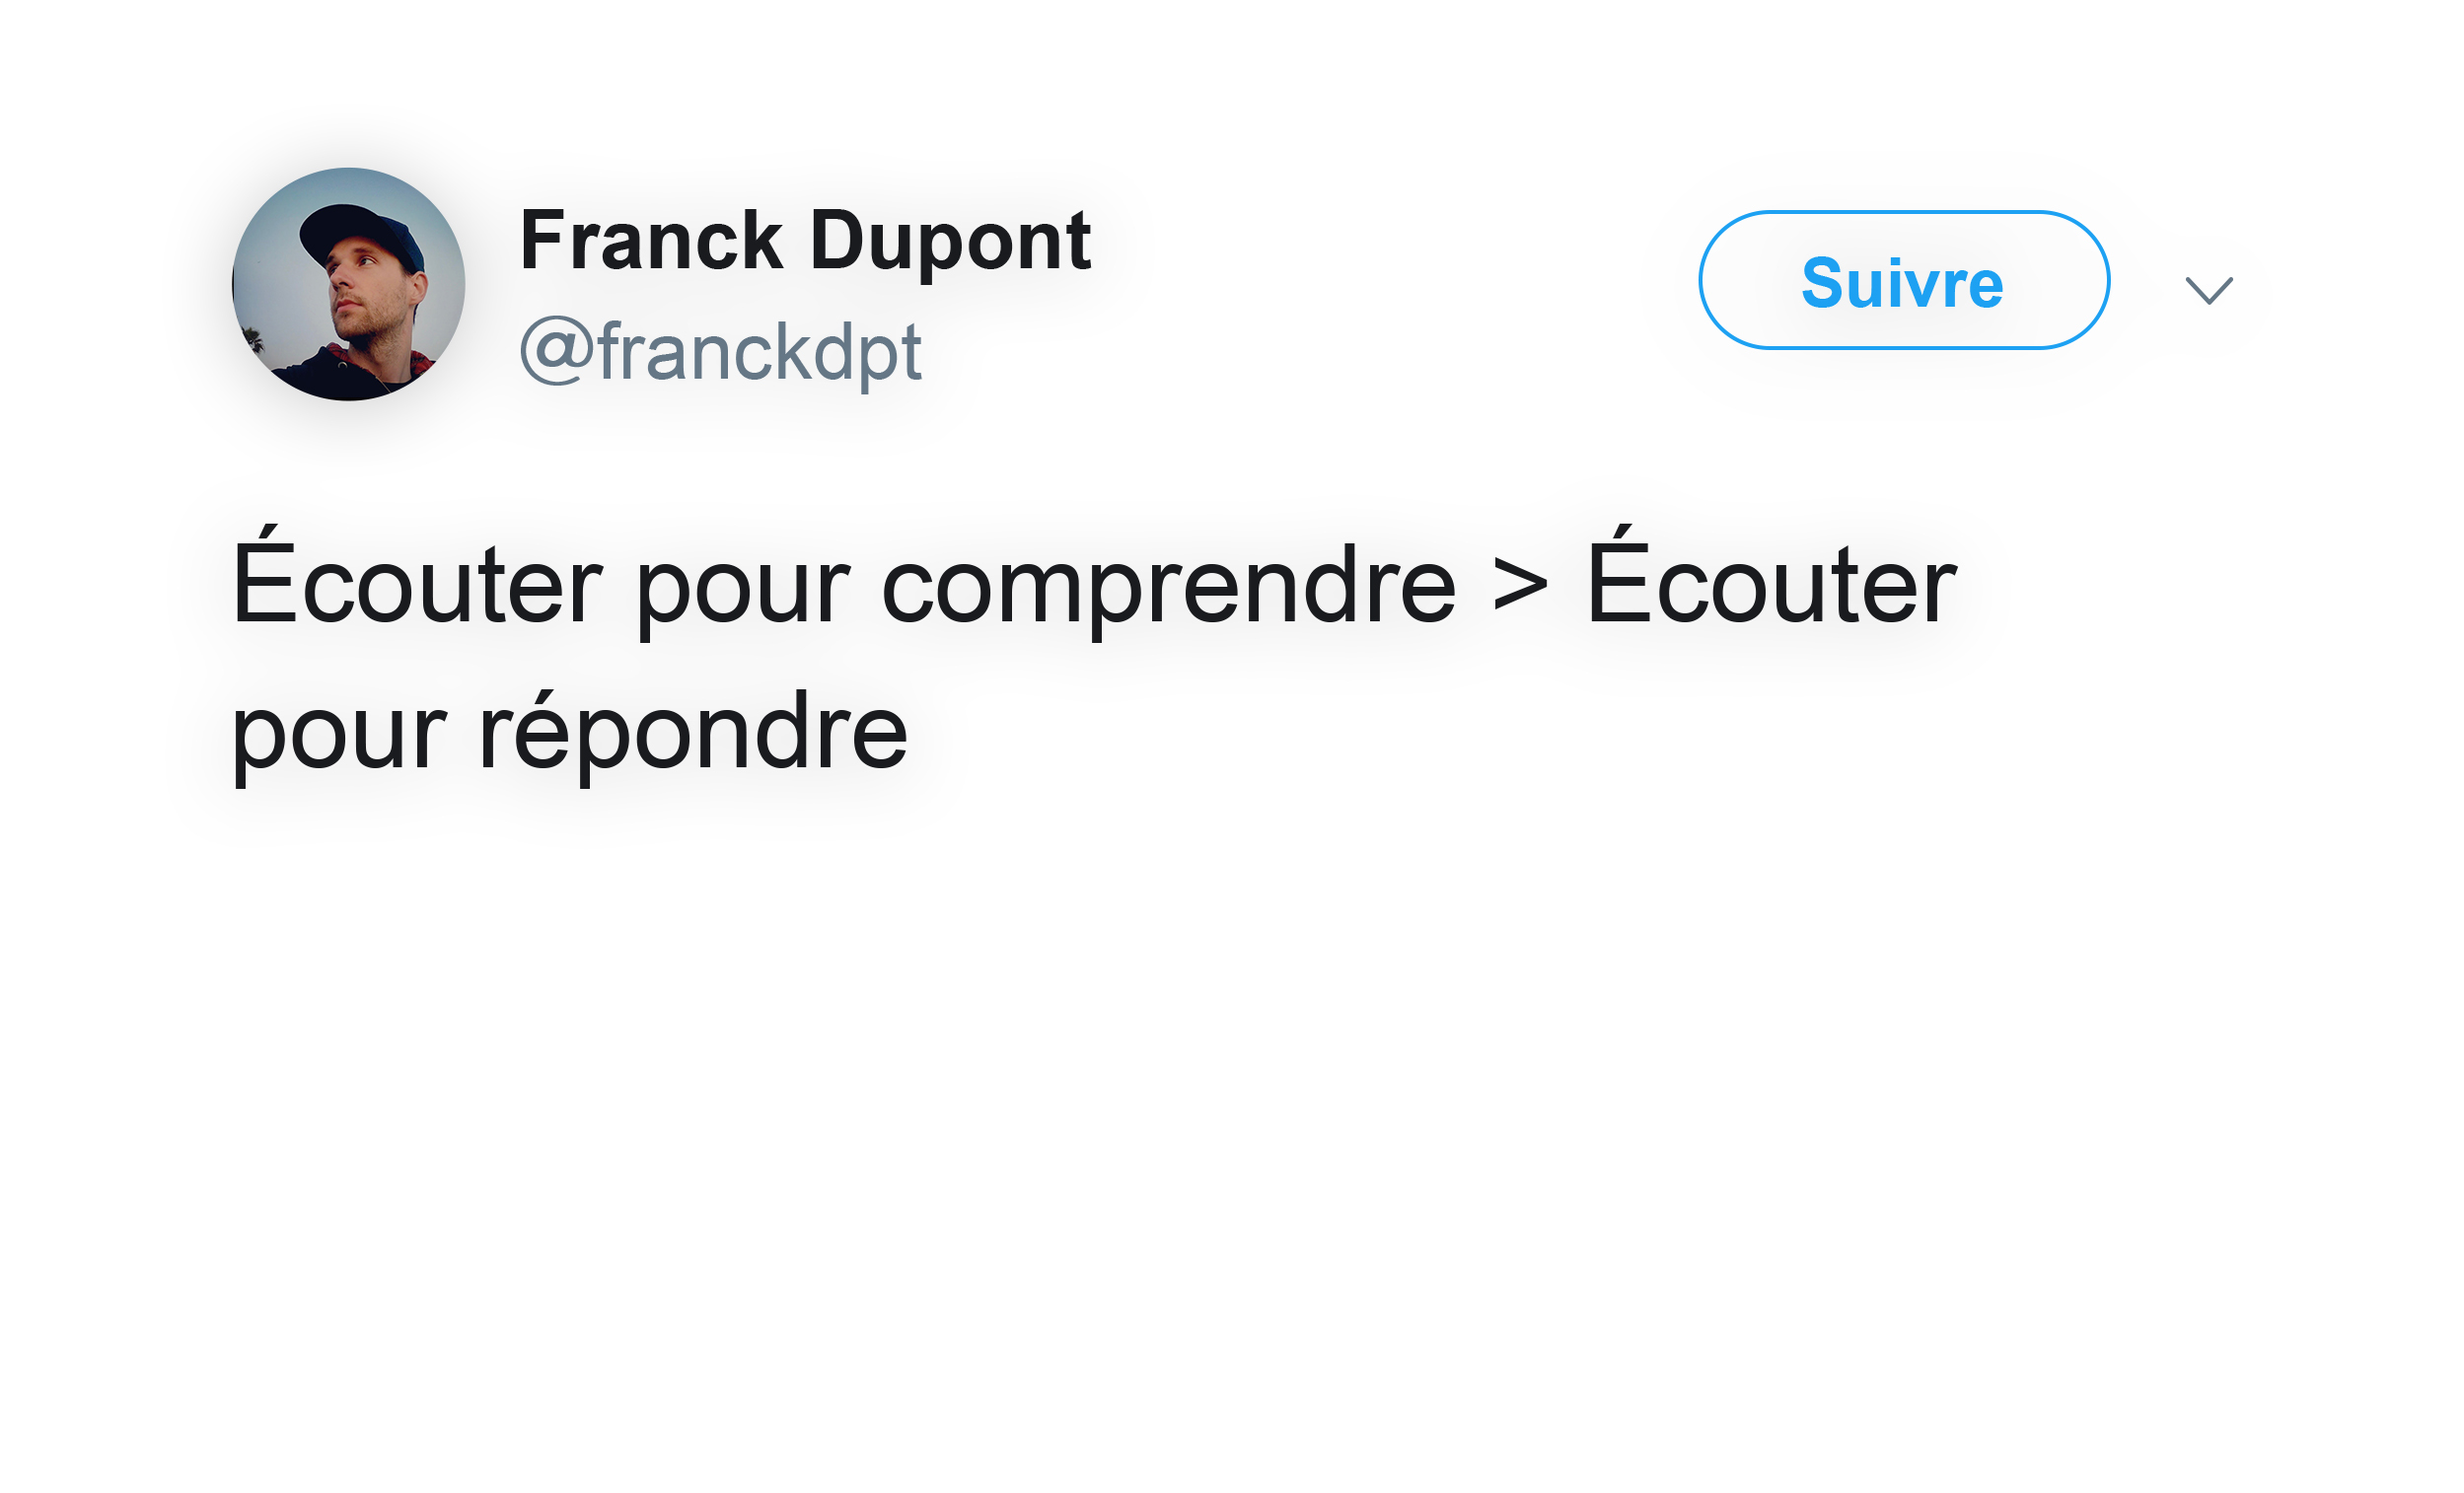 Franck Dupont
@franckdpt
Suivre
Écouter pour comprendre > Écouter
pour répondre